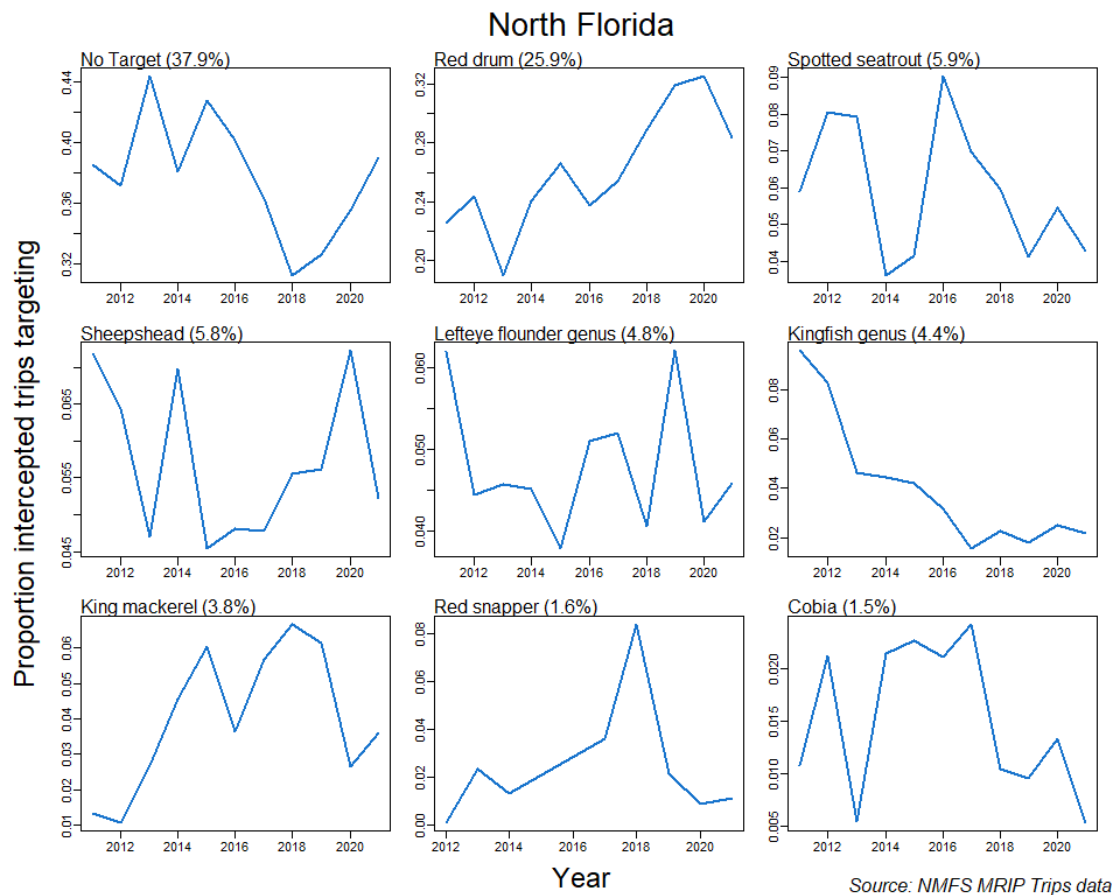 North Florida
No Target (37.9%)
Red drum (25.9%)
Spotted seatrout (5.9%)
0.44
0.40
0.36
0.32
2012 2014 2016 2018 2020
0.32
0.28
0.24
0.20
2012 2014 2016 2018 2020
0.09
0.08
0.07
0.06
0.05
0.04
2012 2014 2016 2018 2020
Proportion intercepted trips targeting
Sheepshead (5.8%)
Lefteye flounder genus (4.8%)
Kingfish genus (4.4%)
0.065
0.055
0.045
2012 2014 2016 2018 2020
0.060
0.050
0.040
2012 2014 2016 2018 2020
0.08
0.06
0.04
0.02
2012 2014 2016 2018 2020
King mackerel (3.8%)
Red snapper (1.6%)
Cobia (1.5%)
0.06
0.05
0.04
0.03
0.02
0.01
2012 2014 2016 2018 2020
0.08
0.06
0.04
0.02
0.00
2012 2014 2016 2018 2020
0.020
0.015
0.010
0.005
2012 2014 2016 2018 2020
Year
Source: NMFS MRIP Trips data